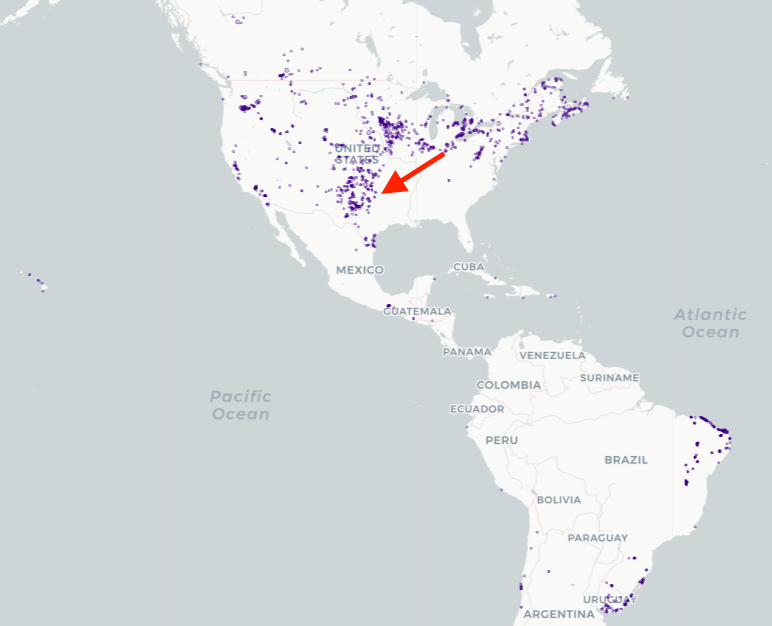 UNITED
STATES
MEXICO
CUBA
GUATEMALA
Atlantic
Ocean
PANAMA
VENEZUELA
SURINAME
COLOMBIA
Pacific
Ocean
ECUADOR
PERU
BRAZIL
BOLIVIA
PARAGUAY
URUGUAY
ARGENTINA